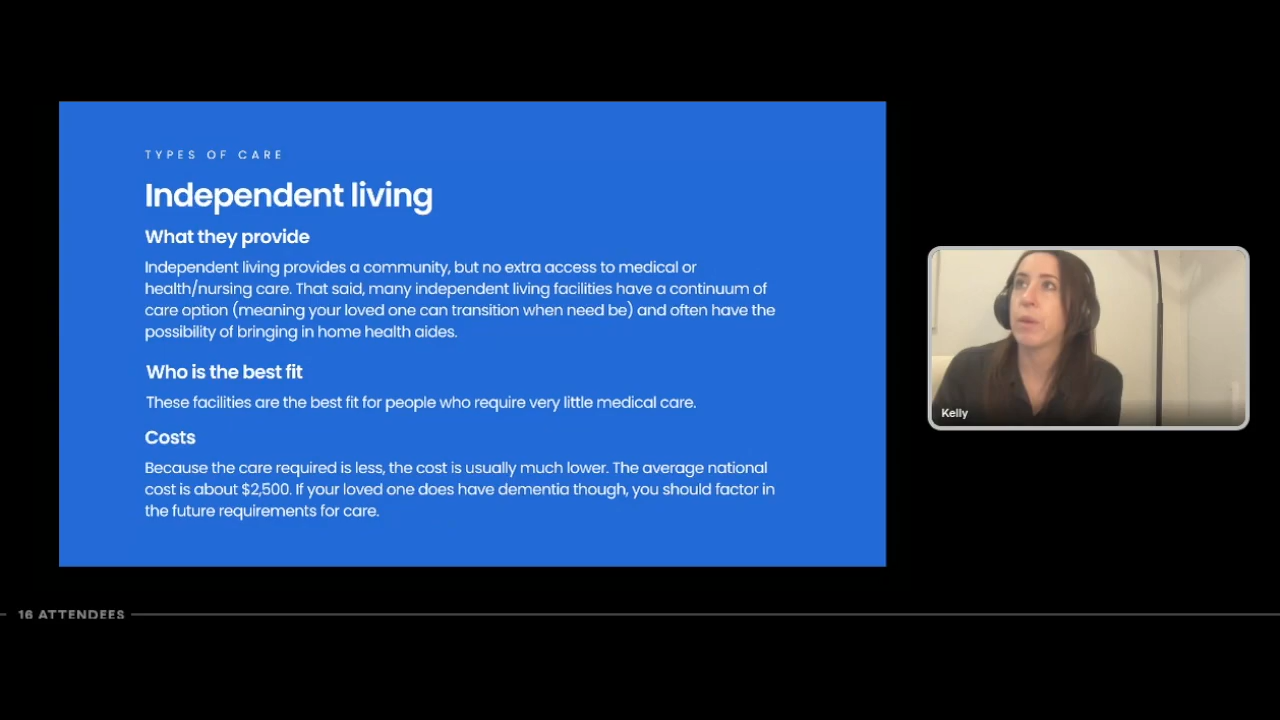 TYPES OF CARE
Independent living
What they provide
Independent living provides a community, but no extra access to medical or
health/nursing care. That said, many independent living facilities have a continuum of
care option (meaning your loved one can transition when need be) and often have the
possibility of bringing in home health aides.
Who is the best fit
These facilities are the best fit for people who require very little medical care.
Costs
Because the care required is less, the cost is usually much lower. The average national
cost is about $2,500. If your loved one does have dementia though, you should factor in
the future requirements for care.
Kelly
16 ATTENDEES